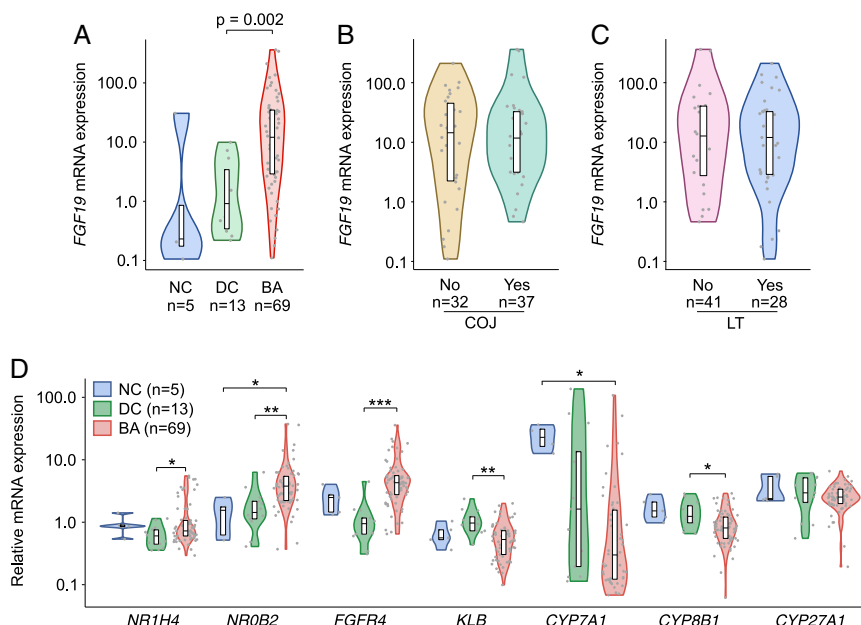 A
p = 0.002
FGF19 mRNA expression
100.0
10.0
1.0
0.1
NC DC BA
n=5 n=13 n=69
B
FGF19 mRNA expression
100.0
10.0
1.0
0.1
No Yes
n=32 n=37
COJ
C
FGF19 mRNA expression
100.0
10.0
1.0
0.1
No Yes
n=41 n=28
LT
D
Relative mRNA expression
100.0
10.0
1.0
0.1
NC (n=5)
DC (n=13)
BA (n=69)
*
*
**
***
**
*
*
NR1H4 NR0B2 FGFR4 KLB CYP7A1 CYP8B1 CYP27A1